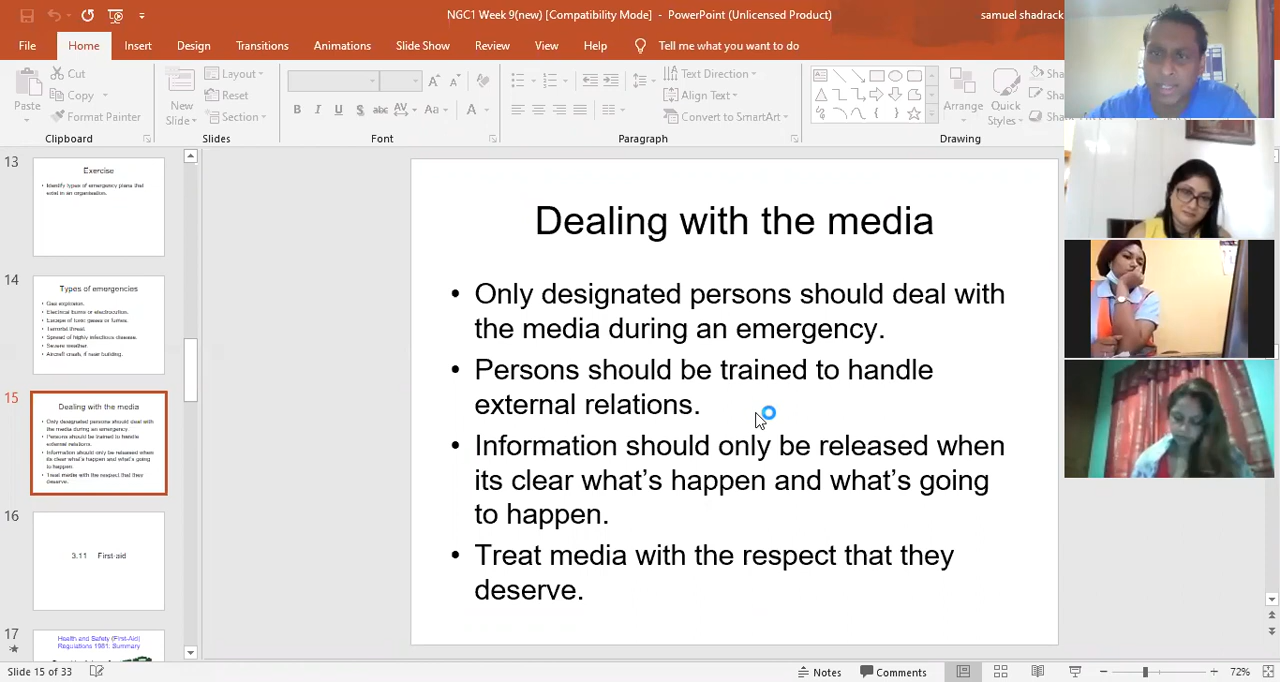 NGC1 Week 9(new) [Compatibility Mode] - PowerPoint (Unlicensed Product)
samuel shadrack
File Home Insert Design Transitions Animations Slide Show Review View Help Tell me what you want to do
Paste
Cut
Copy
Format Painter
Clipboard
New Slide
Layout
Reset
Section
Slides
B I U S abc AV Aa A
Font
Text Direction
Align Text
Convert to SmartArt
Paragraph
Arrange
Quick Styles
Drawing
13
Exercise
• Identify types of emergency plans that
exist in an organisation.
14
Types of emergencies
• Gas explosion.
• Electrical burns or electrocution.
• Escape of toxic gases or fumes.
• Terrorist threat.
• Spread of highly infectious disease.
• Severe weather.
• Aircraft crash, if near building.
15
Dealing with the media
• Only designated persons should deal with
the media during an emergency.
• Persons should be trained to handle
external relations.
• Information should only be released when
its clear what's happen and what's going
to happen.
• Treat media with the respect that they
deserve.
16
3.11 First-aid
17
Health and Safety (First-Aid)
Regulations 1981. Summary
Dealing with the media
• Only designated persons should deal with
the media during an emergency.
• Persons should be trained to handle
external relations.
• Information should only be released when
its clear what’s happen and what’s going
to happen.
• Treat media with the respect that they
deserve.
Slide 15 of 33
Notes
Comments
72%